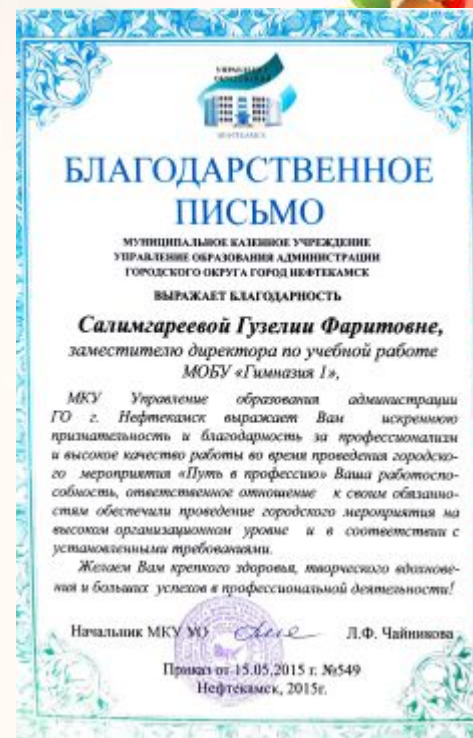 УПРАВЛЕНИЕ
ОБРАЗОВАНИЯ
НЕФТЕКАМСК
БЛАГОДАРСТВЕННОЕ
ПИСЬМО
МУНИЦИПАЛЬНОЕ КАЗЕННОЕ УЧРЕЖДЕНИЕ
УПРАВЛЕНИЕ ОБРАЗОВАНИЯ АДМИНИСТРАЦИИ
ГОРОДСКОГО ОКРУГА ГОРОД НЕФТЕКАМСК
ВЫРАЖАЕТ БЛАГОДАРНОСТЬ
Салимгареевой Гузелии Фаритовне,
заместителю директора по учебной работе
МОБУ «Гимназия 1»,
МКУ Управление образования администрации
ГО г. Нефтекамск выражает Вам искреннюю
признательность и благодарность за профессионализм
и высокое качество работы во время проведения городско-
го мероприятия «Путь в профессию» Ваша работоспо-
собность, ответственное отношение к своим обязанно-
стям обеспечили проведение городского мероприятия на
высоком организационном уровне и в соответствии с
установленными требованиями.
Желаем Вам крепкого здоровья, творческого вдохнове-
ния и больших успехов в профессиональной деятельности!
Начальник МКУ УО Л.Ф. Чайникова
Приказ от 15.05.2015 г. №549
Нефтекамск, 2015г.